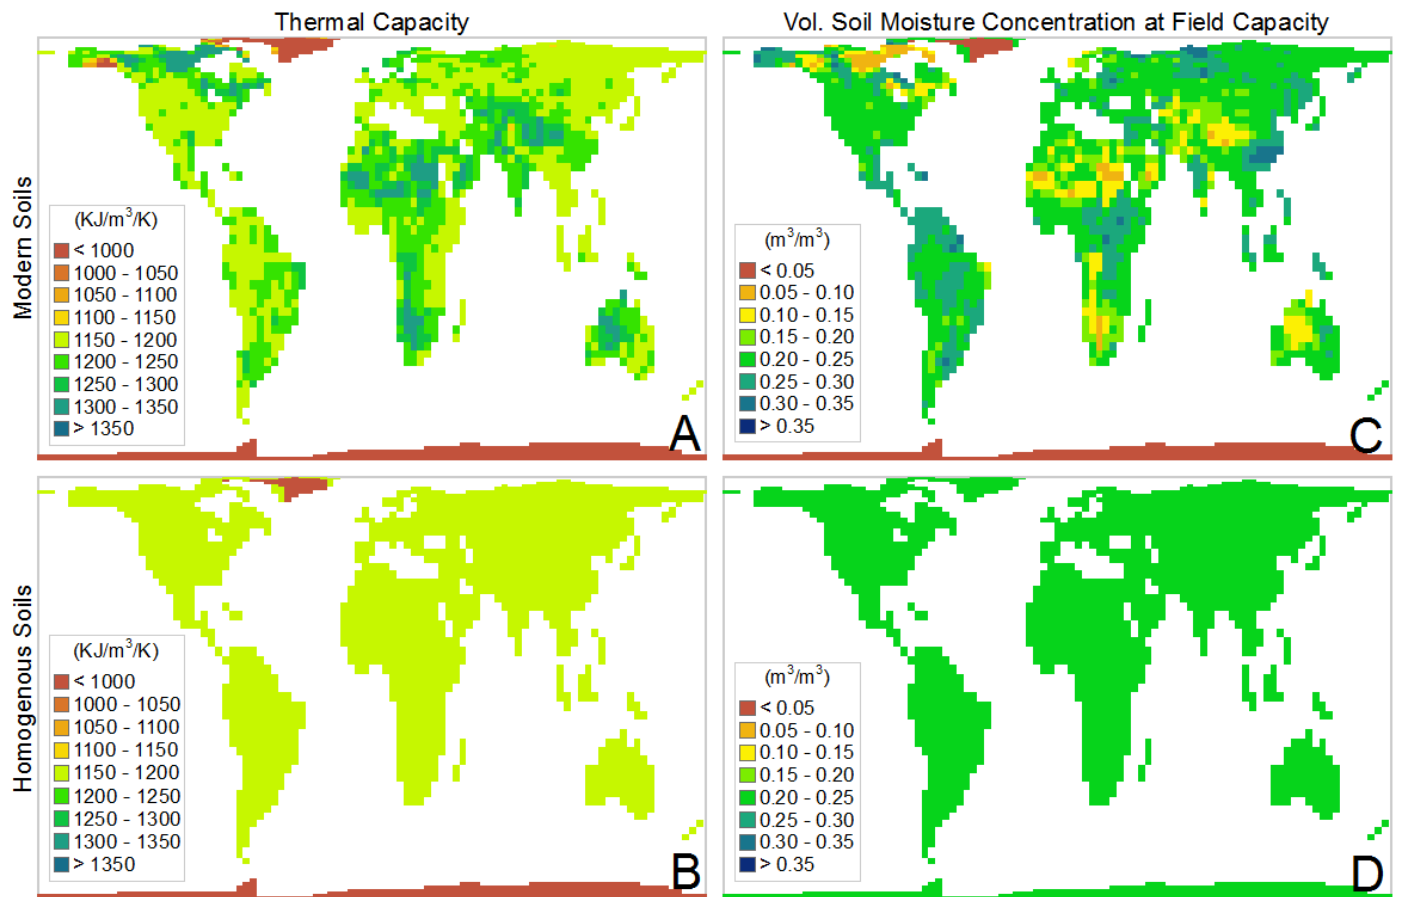 Thermal Capacity
Vol. Soil Moisture Concentration at Field Capacity
Modern Soils
(KJ/m³/K)
< 1000
1000 - 1050
1050 - 1100
1100 - 1150
1150 - 1200
1200 - 1250
1250 - 1300
1300 - 1350
> 1350
A
(m³/m³)
< 0.05
0.05 - 0.10
0.10 - 0.15
0.15 - 0.20
0.20 - 0.25
0.25 - 0.30
0.30 - 0.35
> 0.35
C
Homogenous Soils
(KJ/m³/K)
< 1000
1000 - 1050
1050 - 1100
1100 - 1150
1150 - 1200
1200 - 1250
1250 - 1300
1300 - 1350
> 1350
B
(m³/m³)
< 0.05
0.05 - 0.10
0.10 - 0.15
0.15 - 0.20
0.20 - 0.25
0.25 - 0.30
0.30 - 0.35
> 0.35
D